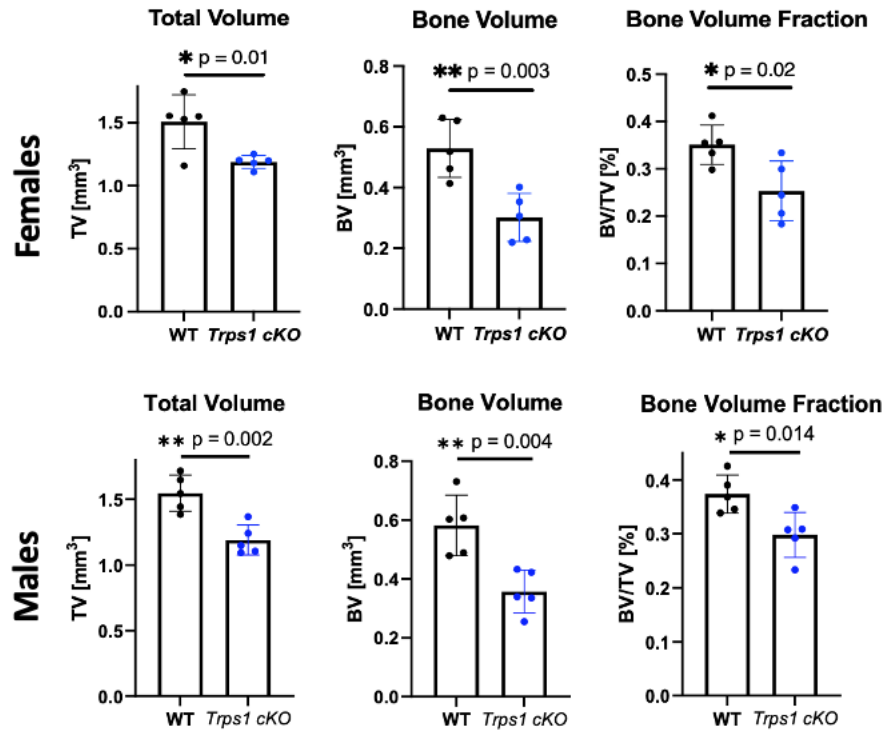 Females
Total Volume
* p = 0.01
TV [mm³]
1.5
1.0
0.5
0.0
WT Trps1 cKO
Bone Volume
** p = 0.003
BV [mm³]
0.8
0.6
0.4
0.2
0.0
WT Trps1 cKO
Bone Volume Fraction
* p = 0.02
BV/TV [%]
0.5
0.4
0.3
0.2
0.1
0.0
WT Trps1 cKO
Males
Total Volume
** p = 0.002
TV [mm³]
1.5
1.0
0.5
0.0
WT Trps1 cKO
Bone Volume
** p = 0.004
BV [mm³]
0.8
0.6
0.4
0.2
0.0
WT Trps1 cKO
Bone Volume Fraction
* p = 0.014
BV/TV [%]
0.4
0.3
0.2
0.1
0.0
WT Trps1 cKO